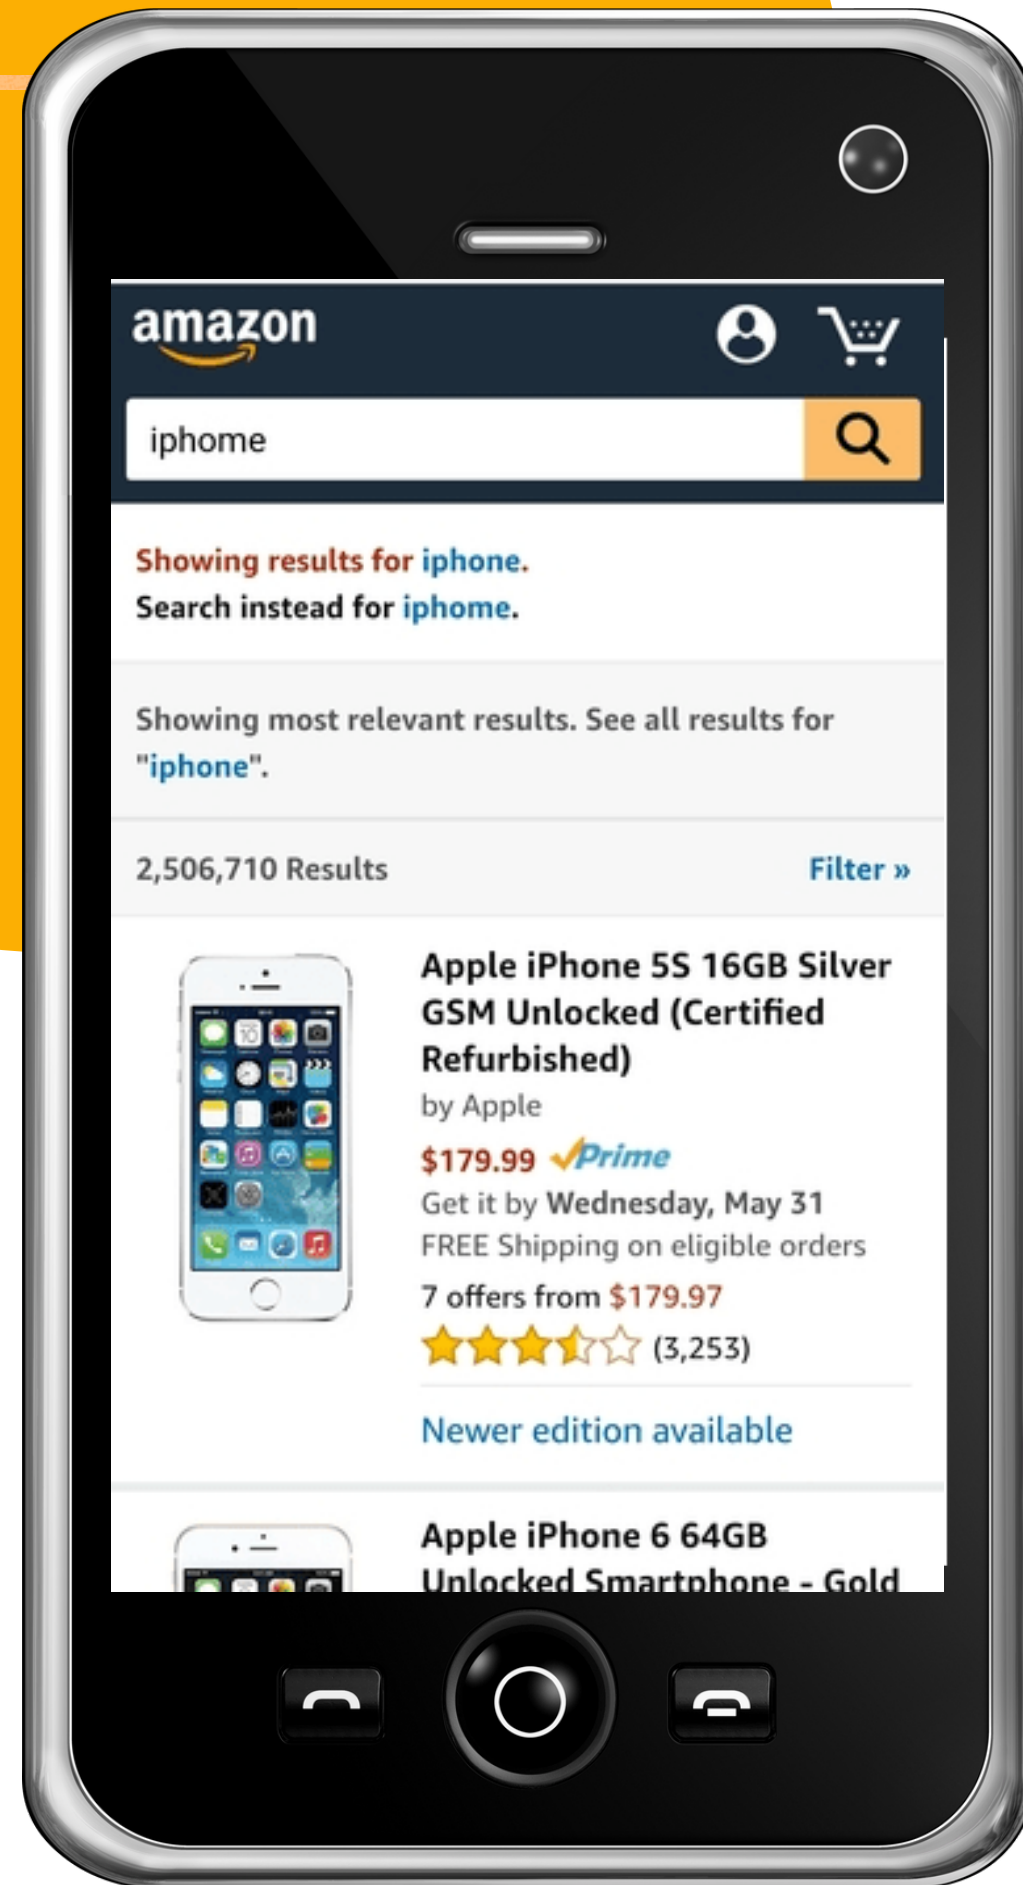 amazon
iphome
Showing results for iphone.
Search instead for iphome.
Showing most relevant results. See all results for
"iphone".
2,506,710 Results
Filter »
Apple iPhone 5S 16GB Silver
GSM Unlocked (Certified
Refurbished)
by Apple
$179.99 Prime
Get it by Wednesday, May 31
FREE Shipping on eligible orders
7 offers from $179.97
(3,253)
Newer edition available
Apple iPhone 6 64GB
Unlocked Smartphone - Gold